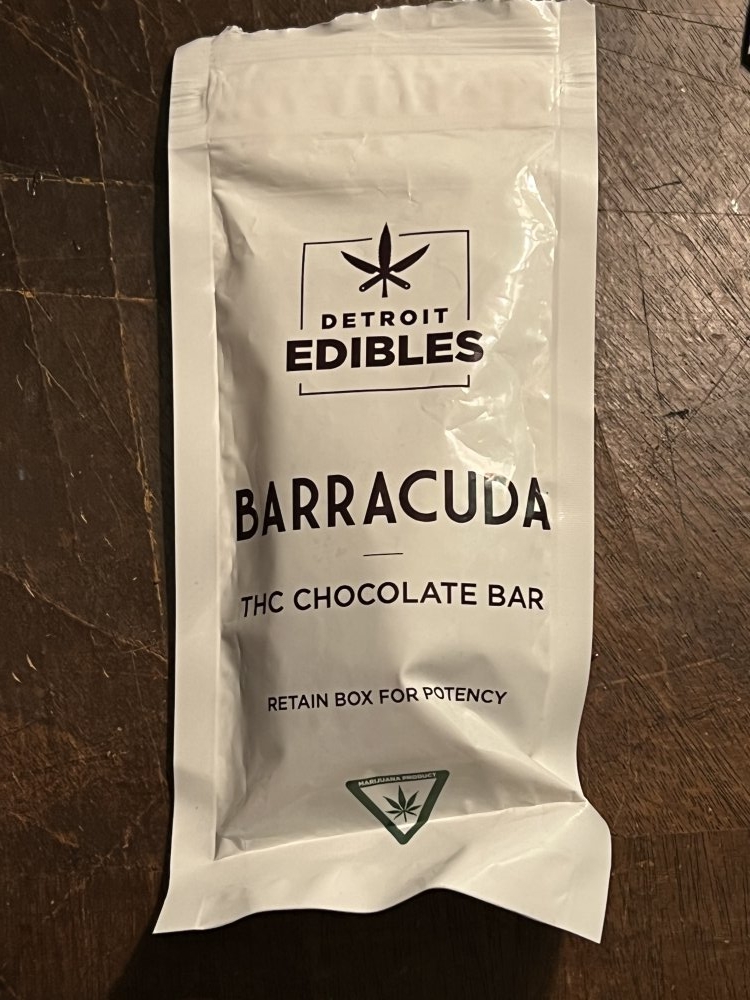 DETROIT
EDIBLES
BARRACUDA
THC CHOCOLATE BAR
RETAIN BOX FOR POTENCY
MARIJUANA PRODUCT